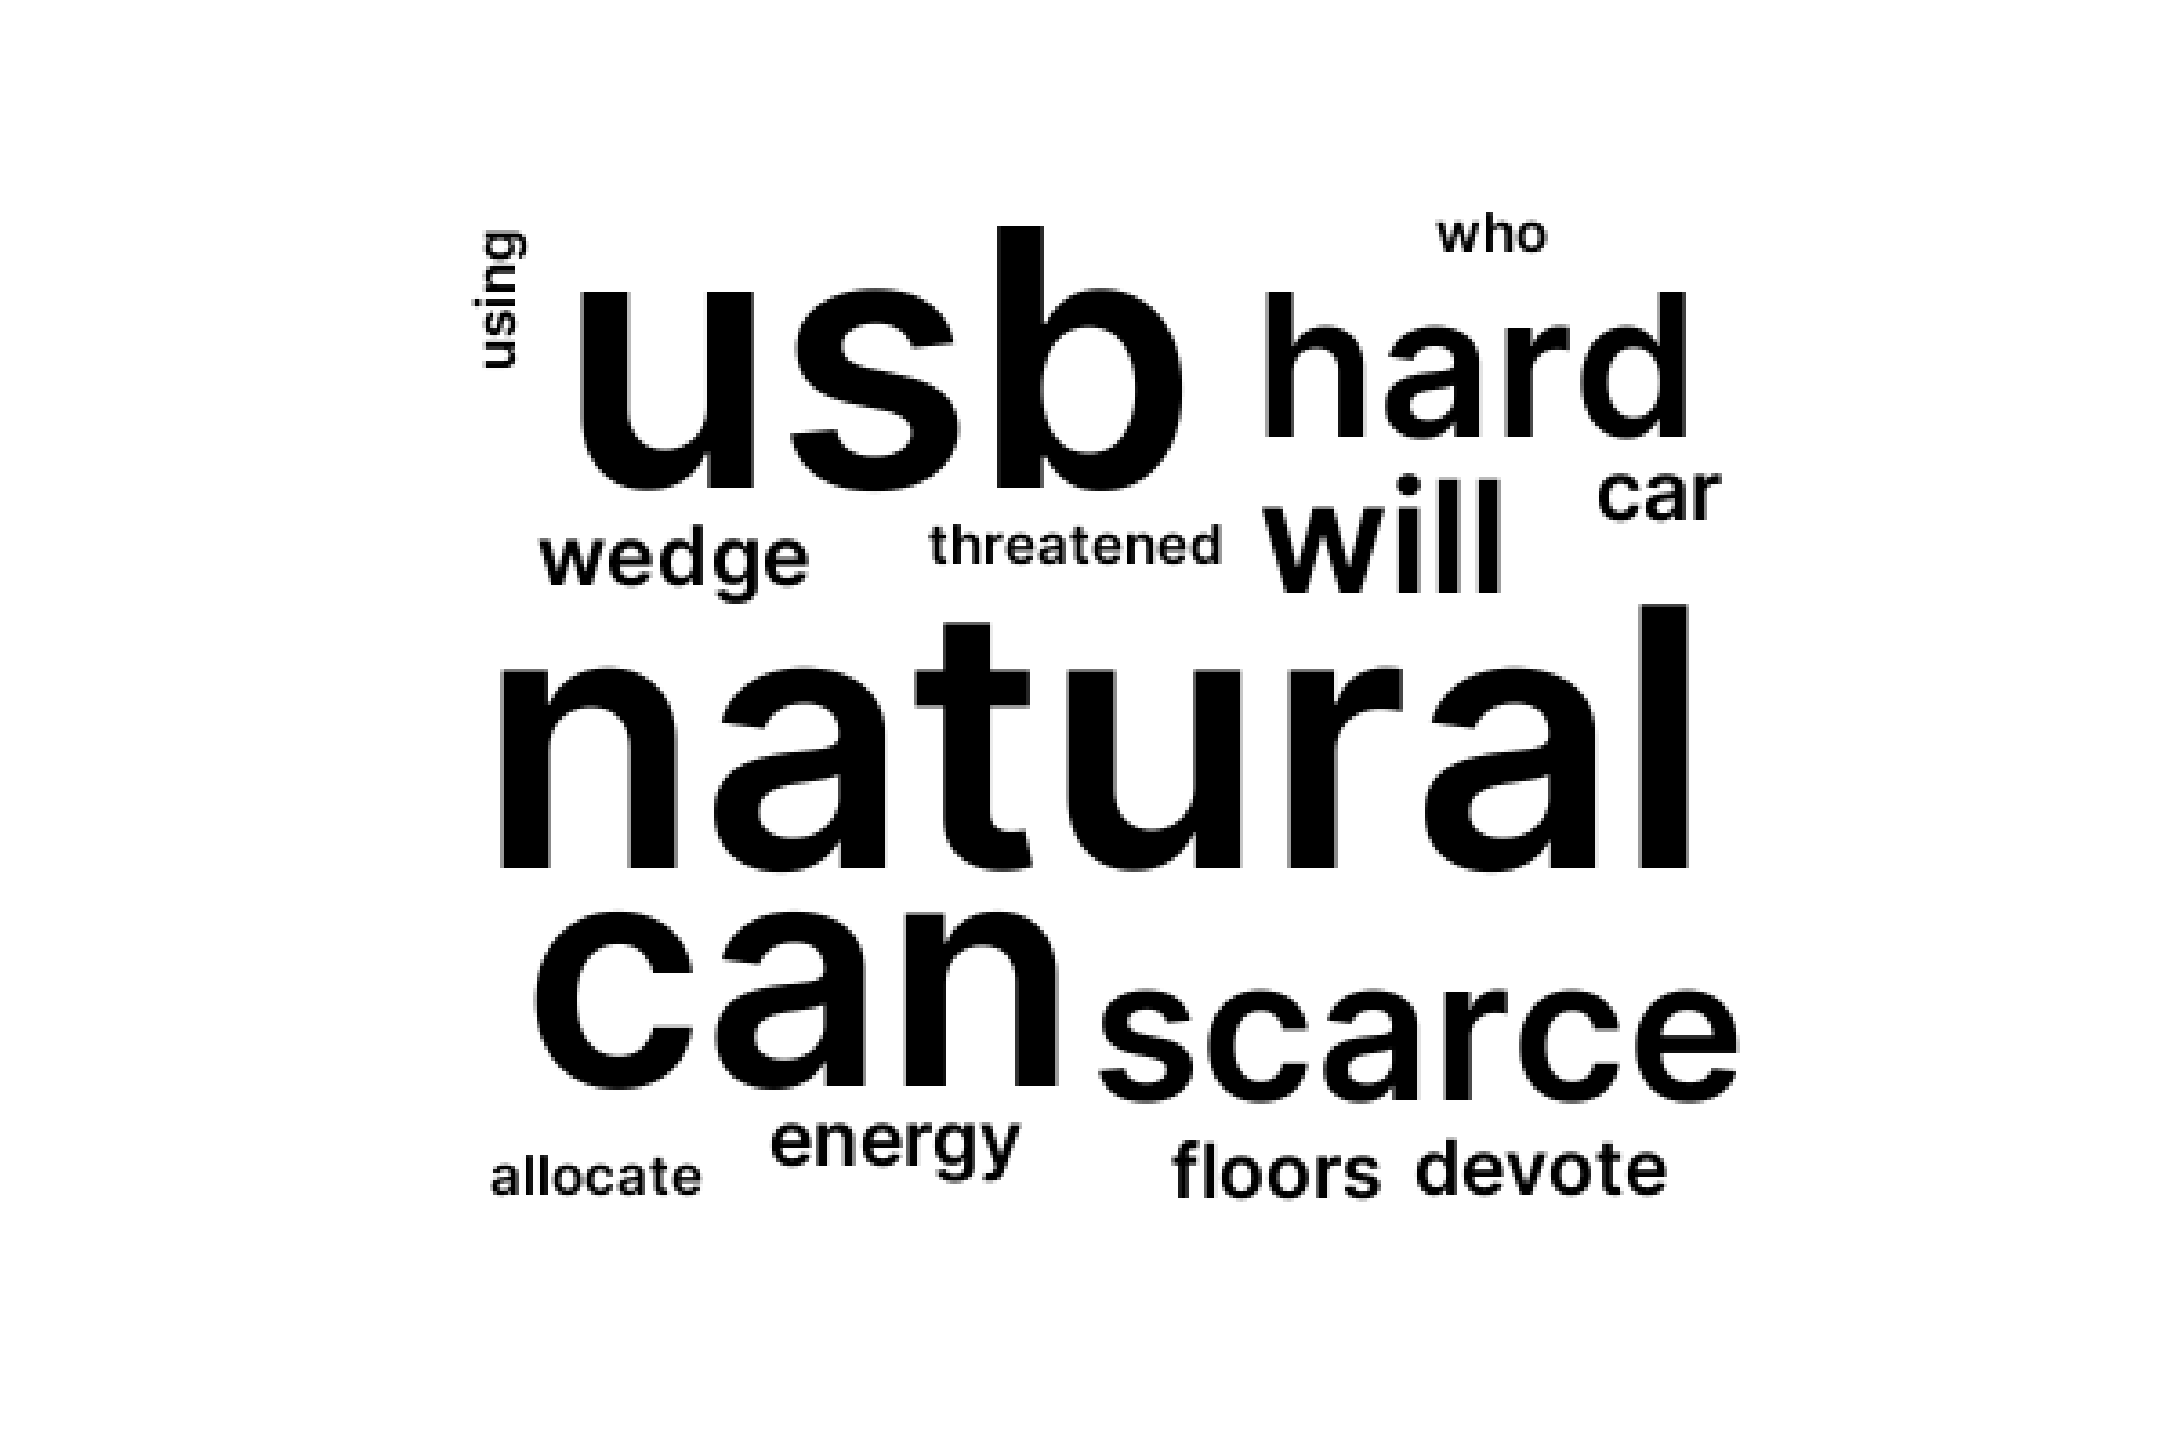 who
using
usb
hard
car
will
wedge
threatened
natural
can
scarce
energy
allocate
floors
devote